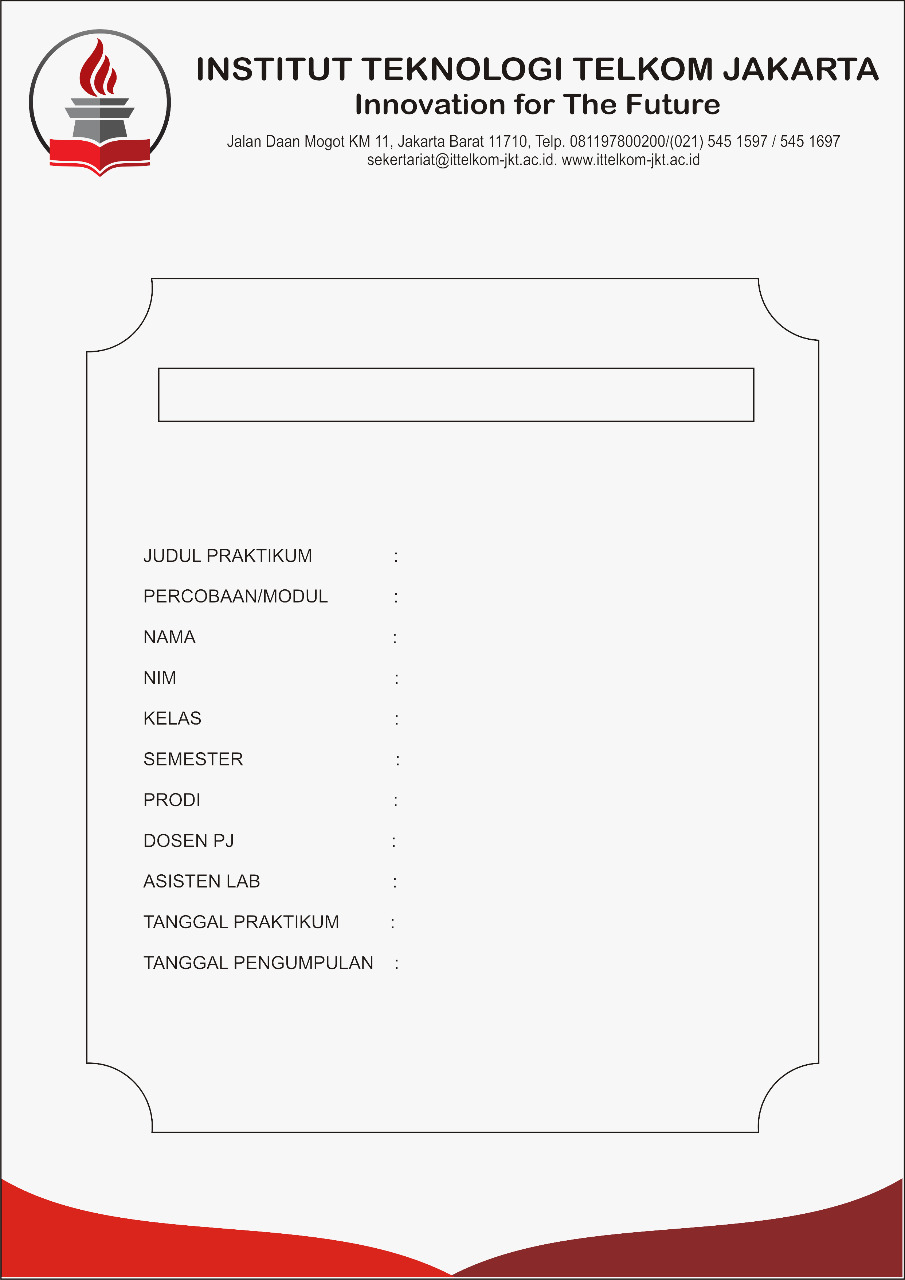 INSTITUT TEKNOLOGI TELKOM JAKARTA
Innovation for The Future
Jalan Daan Mogot KM 11, Jakarta Barat 11710, Telp. 081197800200/(021) 545 1597 / 545 1697
sekertariat@ittelkom-jkt.ac.id. www.ittelkom-jkt.ac.id
JUDUL PRAKTIKUM :
PERCOBAAN/MODUL :
NAMA :
NIM :
KELAS :
SEMESTER :
PRODI :
DOSEN PJ :
ASISTEN LAB :
TANGGAL PRAKTIKUM :
TANGGAL PENGUMPULAN :